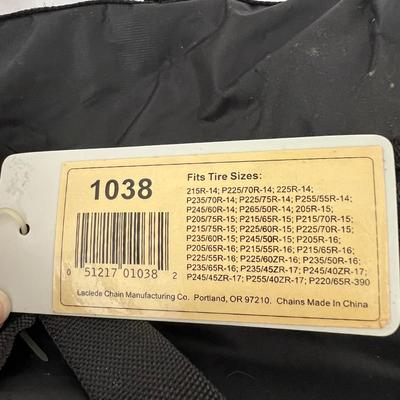 1038
0 51217 01038 2
Fits Tire Sizes:
215R-14; P225/70R-14; 225R-14;
P235/70R-14; P225/75R-14; P255/55R-14;
P245/60R-14; P265/50R-14; 205R-15;
P205/75R-15; P215/65R-15; P215/70R-15;
P215/75R-15; P225/60R-15; P225/70R-15;
P235/60R-15; P245/50R-15; P205R-16;
P205/65R-16; P215/55R-16; P215/65R-16;
P225/55R-16; P225/60ZR-16; P235/50R-16;
P235/65R-16; P235/45ZR-17; P245/40ZR-17;
P245/45ZR-17; P255/40ZR-17; P220/65R-390
Laclede Chain Manufacturing Co. Portland, OR 97210. Chains Made In China